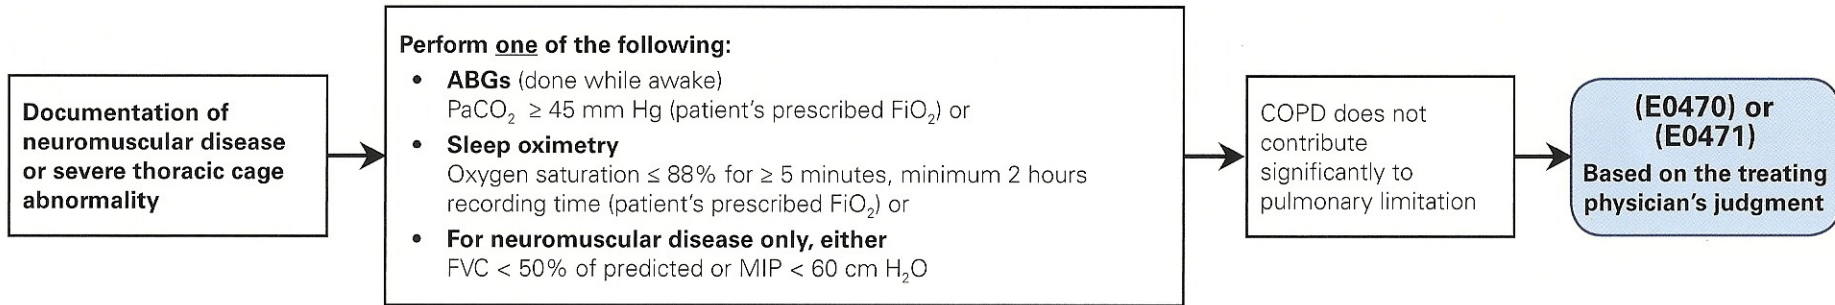 Documentation of
neuromuscular disease
or severe thoracic cage
abnormality
Perform one of the following:
• ABGs (done while awake)
PaCO₂ ≥ 45 mm Hg (patient's prescribed FiO₂) or
• Sleep oximetry
Oxygen saturation ≤ 88% for ≥ 5 minutes, minimum 2 hours
recording time (patient's prescribed FiO₂) or
• For neuromuscular disease only, either
FVC < 50% of predicted or MIP < 60 cm H₂O
COPD does not
contribute
significantly to
pulmonary limitation
(E0470) or
(E0471)
Based on the treating
physician's judgment